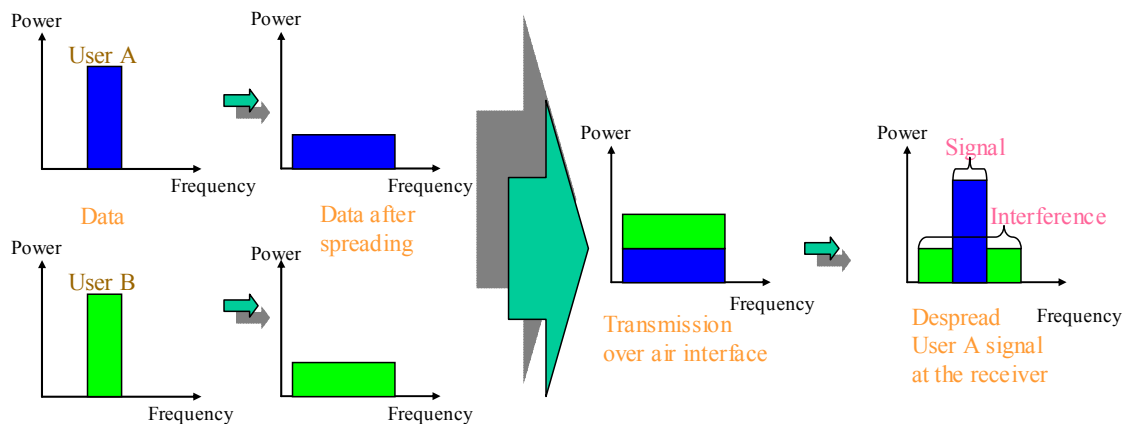 Power
User A
Frequency
Data
Power
Frequency
Data after
spreading
Power
User B
Frequency
Power
Frequency
Power
Frequency
Transmission
over air interface
Power
Signal
Interference
Frequency
Despread
User A signal
at the receiver